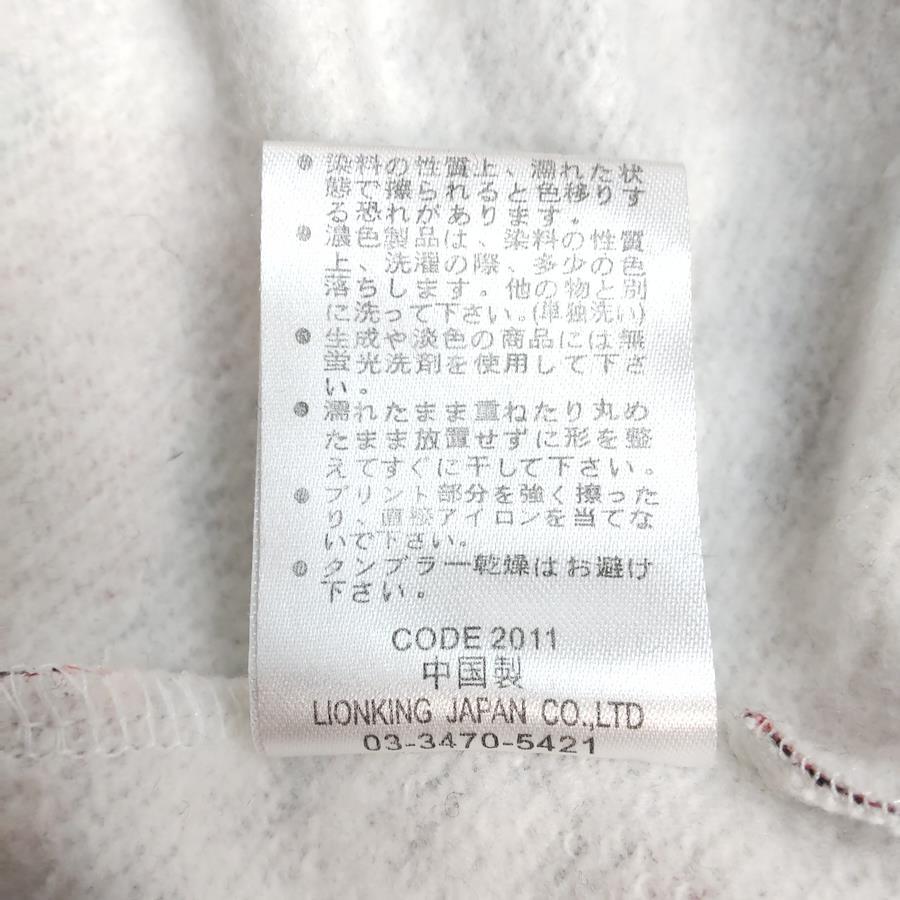 ● 染料の性質上、濡れたり状
態で擦られると色移りす
る恐れがあります。
● 濃色製品は、染料の性質
上、洗濯の際、多少の色
落ちします。他の物と別
に洗って下さい。(単独洗い)
● 生成や淡色の商品には無
蛍光洗剤を使用して下さ
い。
● 濡れたまま重ねたり丸め
たまま放置せずに形を整
えてすぐに干して下さい。
● プリント部分を強く擦った
り、直接アイロンを当てな
いで下さい。
● タンブラー乾燥はお避け
下さい。
CODE 2011
中国製
LIONKING JAPAN CO.,LTD
03-3470-5421